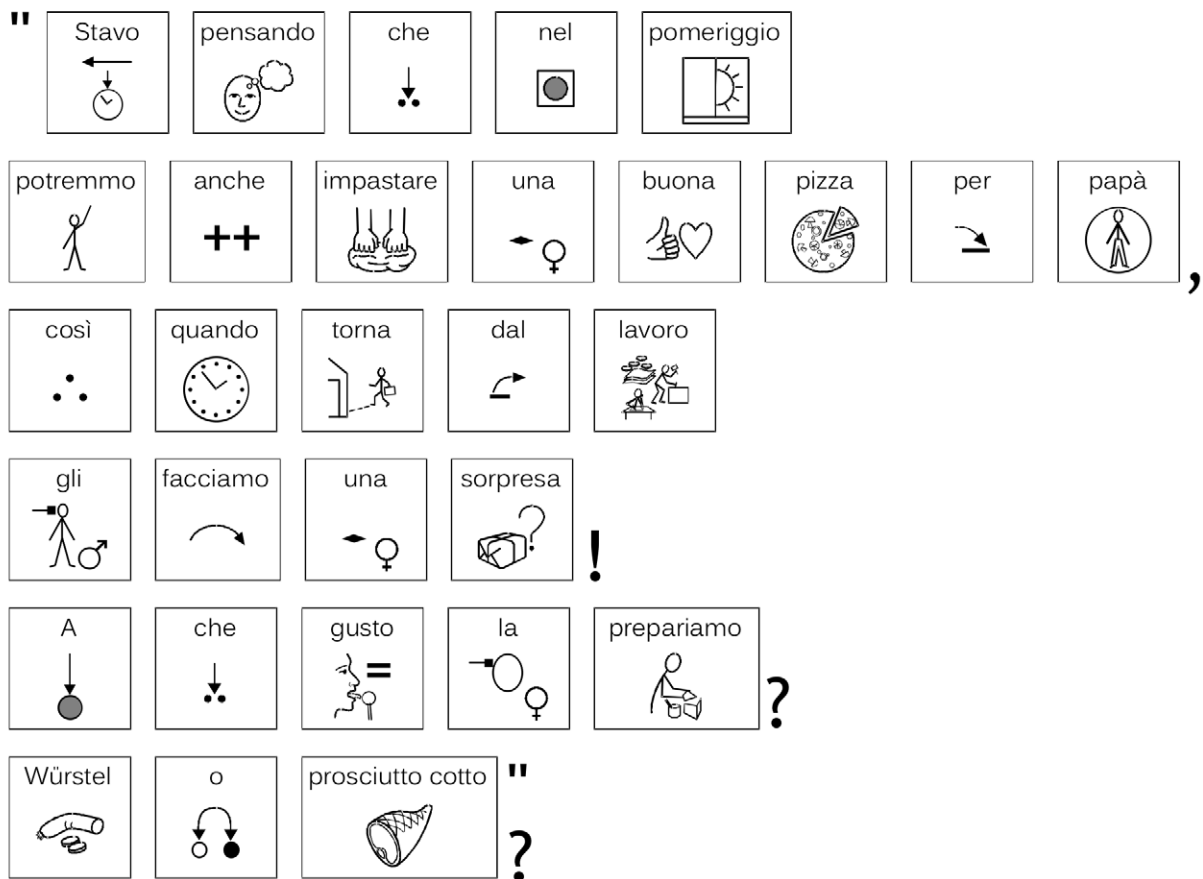 " Stavo pensando che nel pomeriggio
potremmo anche impastare una buona pizza per papà ,
così quando torna dal lavoro
gli facciamo una sorpresa !
A che gusto la prepariamo ?
Würstel o prosciutto cotto " ?